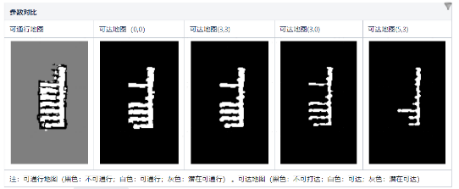 参数对比
可通行地图 可达地图 (0,0) 可达地图(3,3) 可达地图(3,0) 可达地图(5,3)
注：可通行地图（黑色：不可通行；白色：可通行；灰色：潜在可通行）、可达地图（黑色：不可打达；白色：可达；灰色：潜在可达）